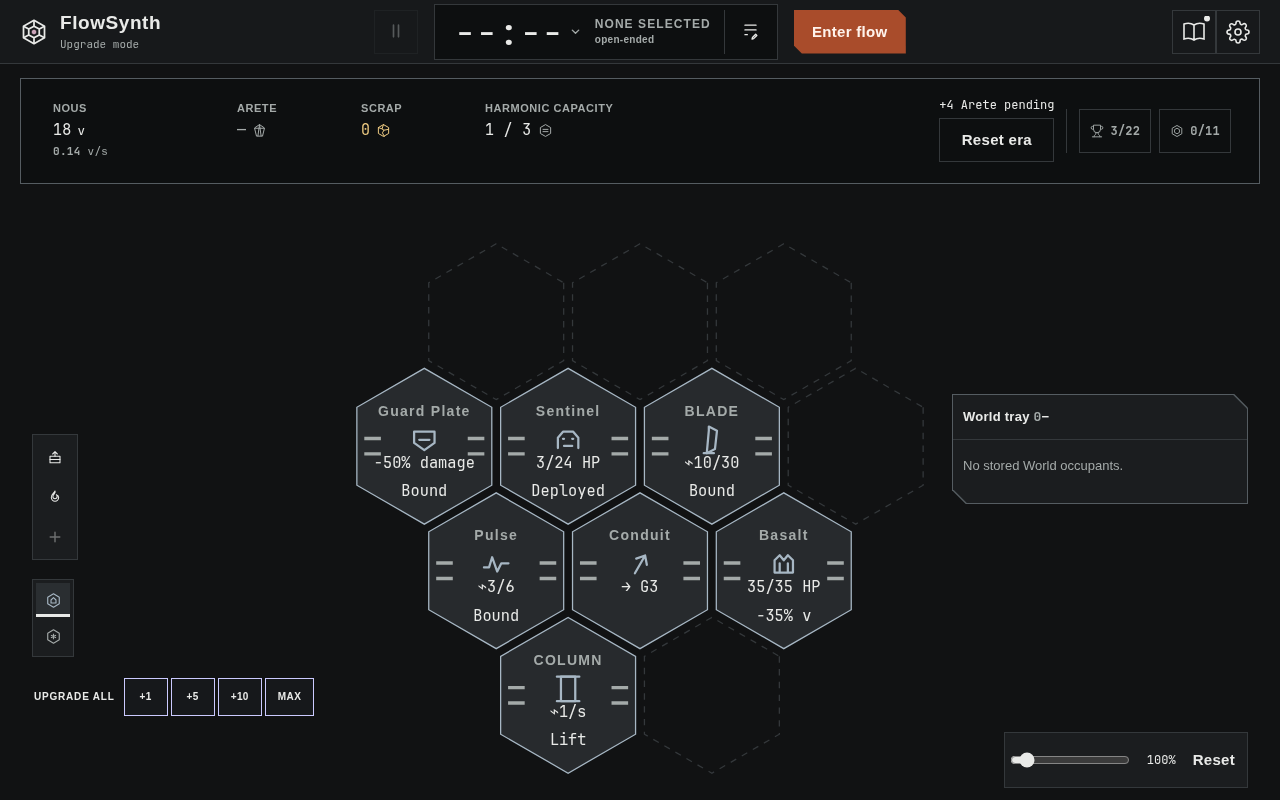 FlowSynth
Upgrade mode
--:--
NONE SELECTED
open-ended
Enter flow
NOUS
18 v
0.14 v/s
ARETE
—
SCRAP
0
HARMONIC CAPACITY
1 / 3
+4 Arete pending
Reset era
3/22
0/11
Guard Plate
-50% damage
Bound
Sentinel
3/24 HP
Deployed
BLADE
⌁10/30
Bound
Pulse
⌁3/6
Bound
Conduit
→ G3
Basalt
35/35 HP
-35% v
COLUMN
⌁1/s
Lift
World tray 0—
No stored World occupants.
UPGRADE ALL
+1
+5
+10
MAX
100%
Reset